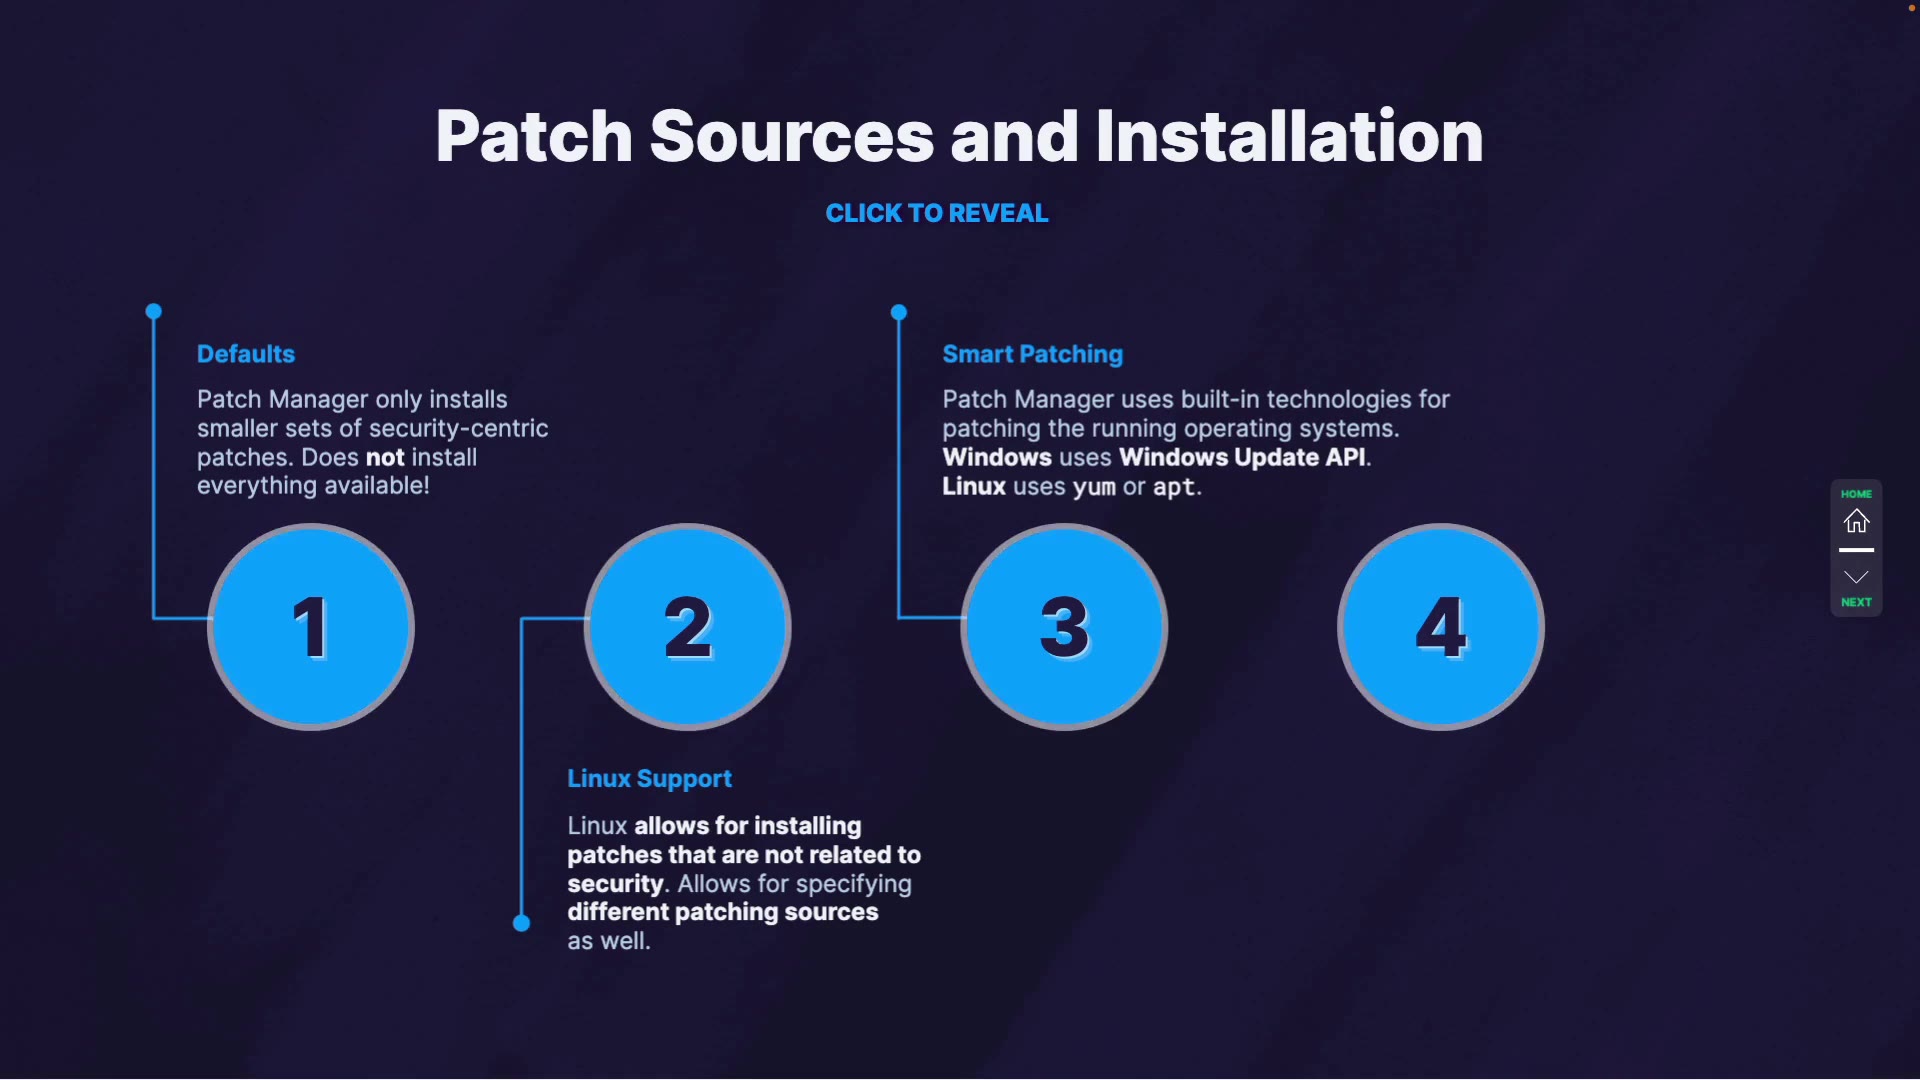 Patch Sources and Installation
CLICK TO REVEAL
Defaults
Patch Manager only installs
smaller sets of security-centric
patches. Does not install
everything available!
Smart Patching
Patch Manager uses built-in technologies for
patching the running operating systems.
Windows uses Windows Update API.
Linux uses yum or apt.
HOME
NEXT
1
2
3
4
Linux Support
Linux allows for installing
patches that are not related to
security. Allows for specifying
different patching sources
as well.